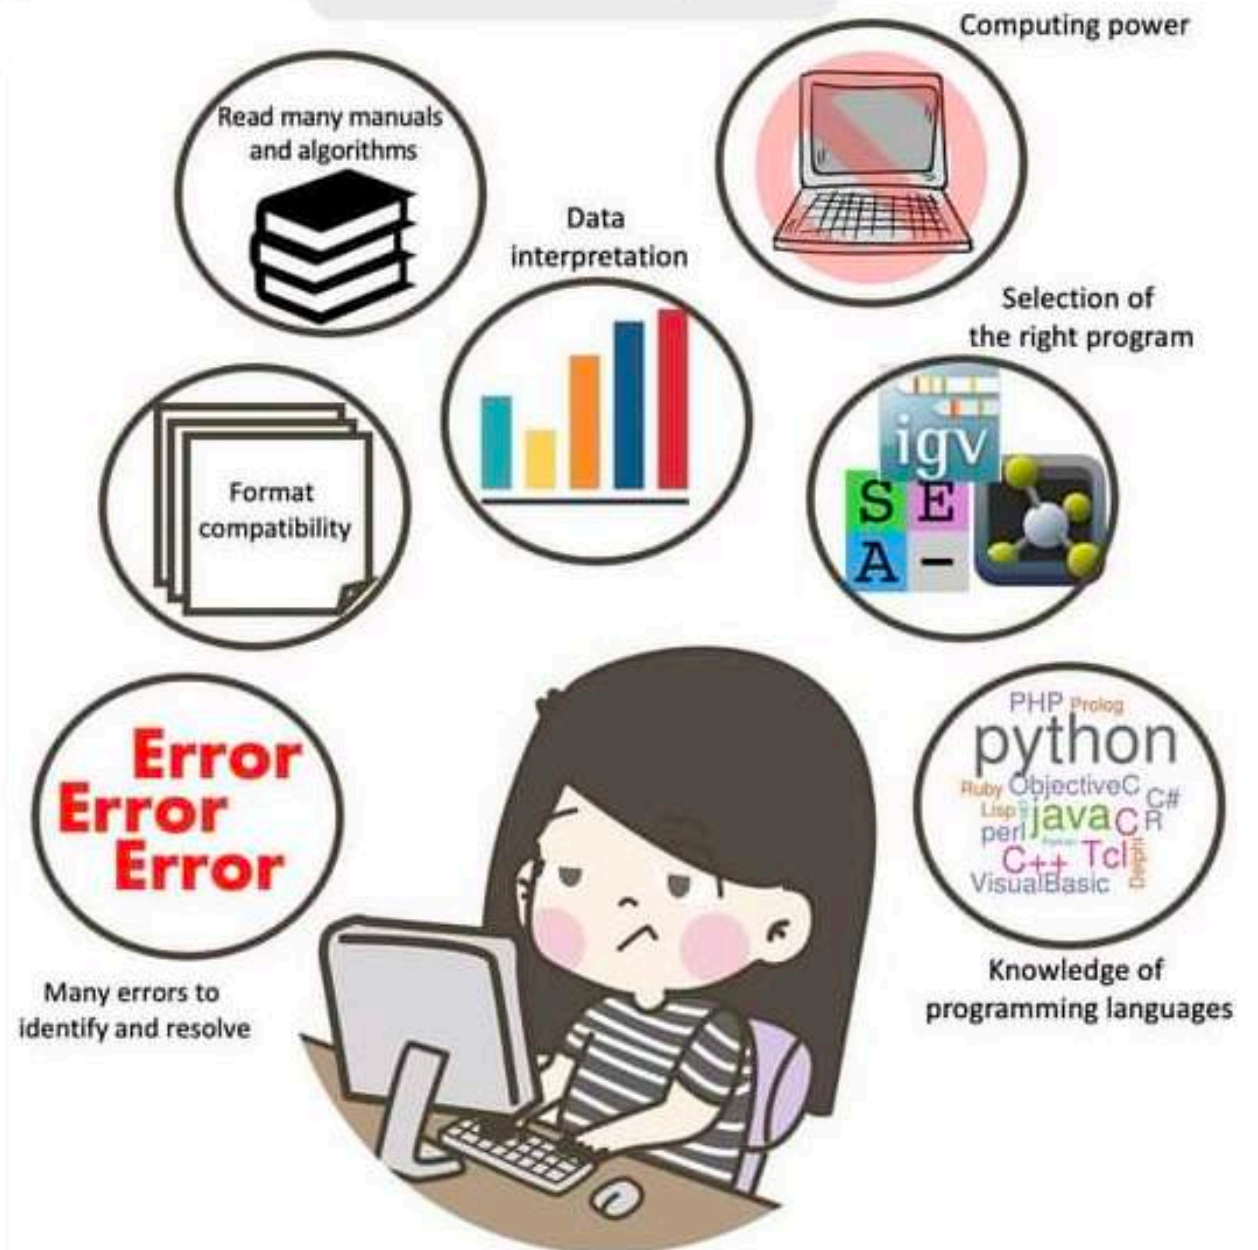 Computing power
Read many manuals
and algorithms
Data
interpretation
Selection of
the right program
igv
S E
A -
Format
compatibility
Error
Error
Error
Many errors to
identify and resolve
PHP Prolog
python
Ruby ObjectiveC
C#
Lisp
java C R
perl
C++ Tcl
Delphi
VisualBasic
Knowledge of
programming languages